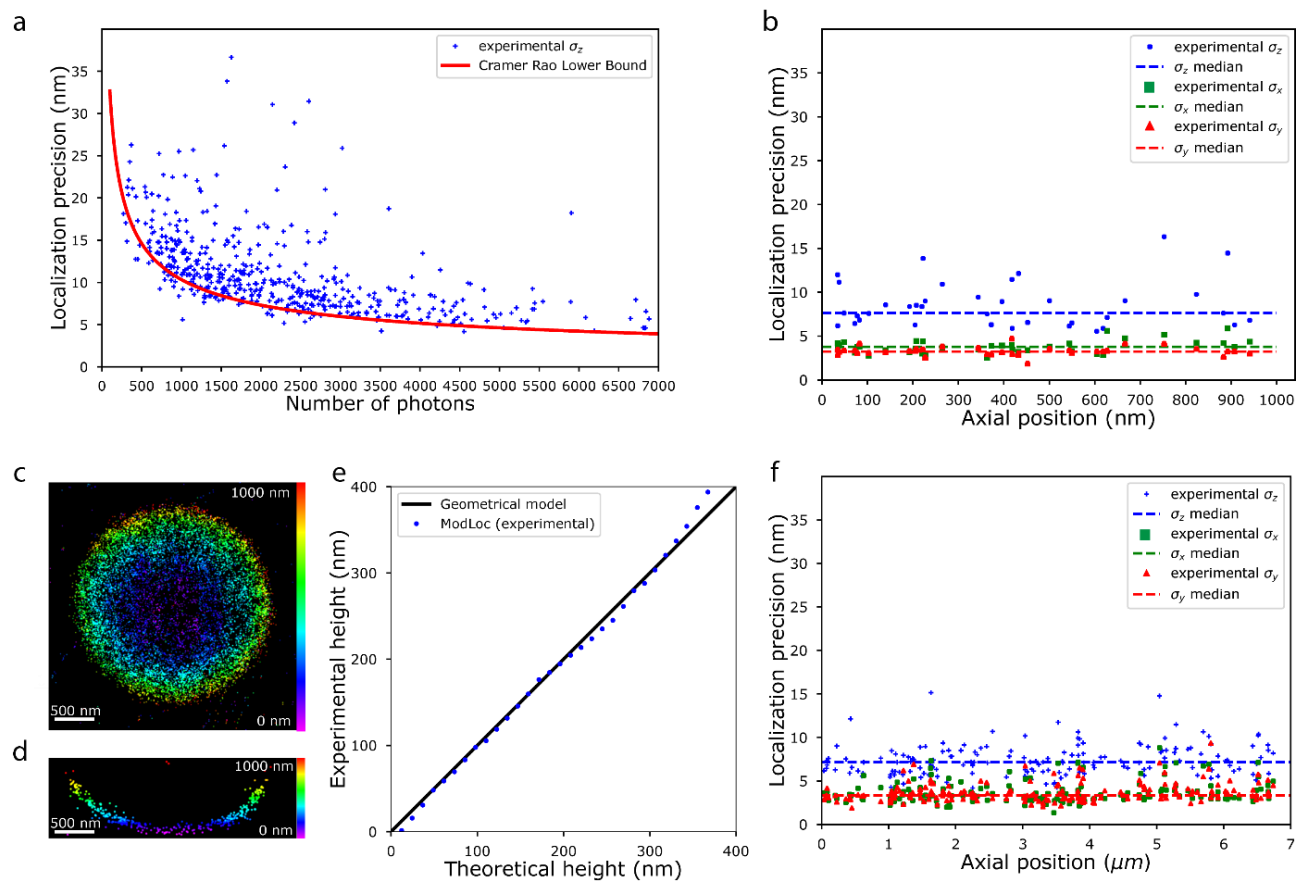 a
Localization precision (nm)
35
30
25
20
15
10
5
0
experimental σz
Cramer Rao Lower Bound
0 500 1000 1500 2000 2500 3000 3500 4000 4500 5000 5500 6000 6500 7000
Number of photons
b
Localization precision (nm)
35
30
25
20
15
10
5
0
experimental σz
σz median
experimental σx
σx median
experimental σy
σy median
0 100 200 300 400 500 600 700 800 900 1000
Axial position (nm)
c
1000 nm
500 nm
0 nm
d
1000 nm
500 nm
0 nm
e
Experimental height (nm)
400
300
200
100
0
Geometrical model
ModLoc (experimental)
0 100 200 300 400
Theoretical height (nm)
f
Localization precision (nm)
35
30
25
20
15
10
5
0
experimental σz
σz median
experimental σx
σx median
experimental σy
σy median
0 1 2 3 4 5 6 7
Axial position (μm)